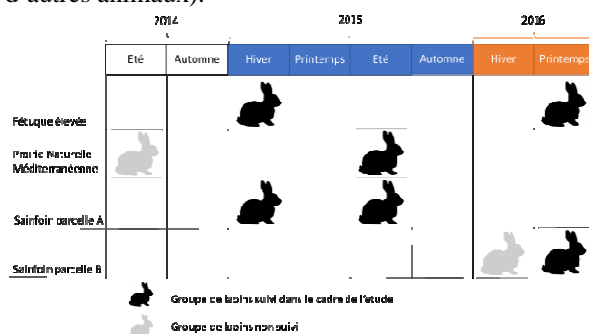 d'autres animaux).
2014 2015 2016
Eté Automne Hiver Printemps Eté Automne Hiver Printemps
Fétuque élevée
Prairie Naturelle
Méditerranéenne
Sainfoin parcelle A
Sainfoin parcelle B
Groupe de lapins suivi dans le cadre de l'étude
Groupe de lapins non suivi